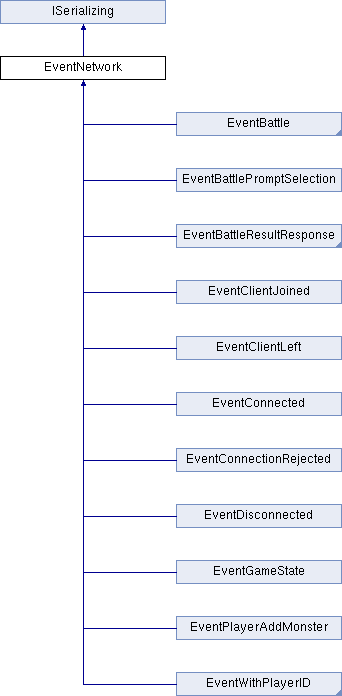 ISerializing
EventNetwork
EventBattle
EventBattlePromptSelection
EventBattleResultResponse
EventClientJoined
EventClientLeft
EventConnected
EventConnectionRejected
EventDisconnected
EventGameState
EventPlayerAddMonster
EventWithPlayerID